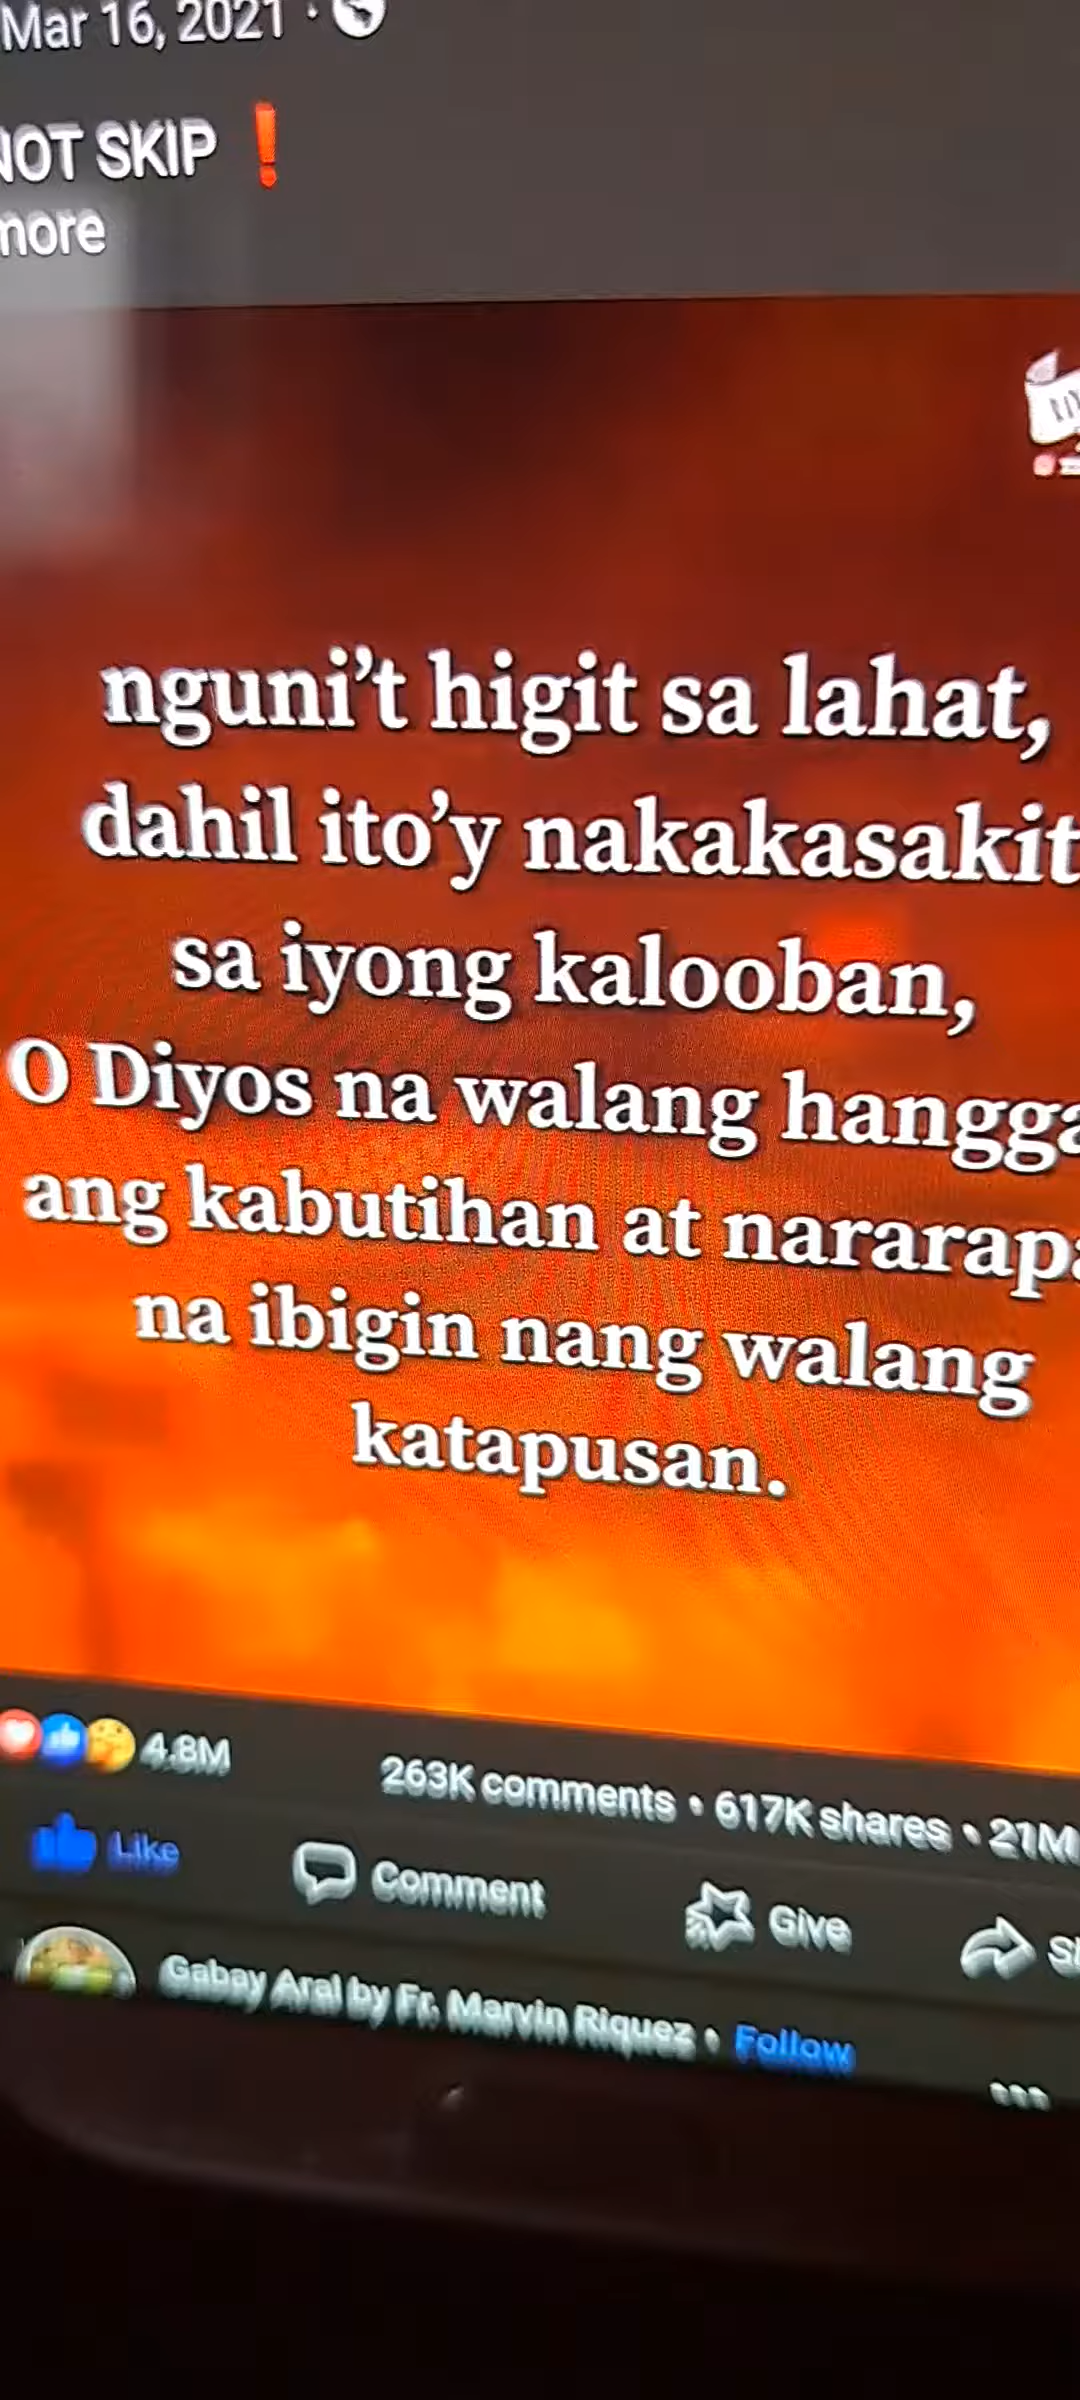 Mar 16, 2021 ·
NOT SKIP ❗
more
nguni't higit sa lahat,
dahil ito'y nakakasakit
sa iyong kalooban,
O Diyos na walang hangga
ang kabutihan at nararapa
na ibigin nang walang
katapusan.
4.8M
263K comments • 617K shares • 21M
Like
Comment
Give
Gabay Aral by Fr. Marvin Riquez • Follow